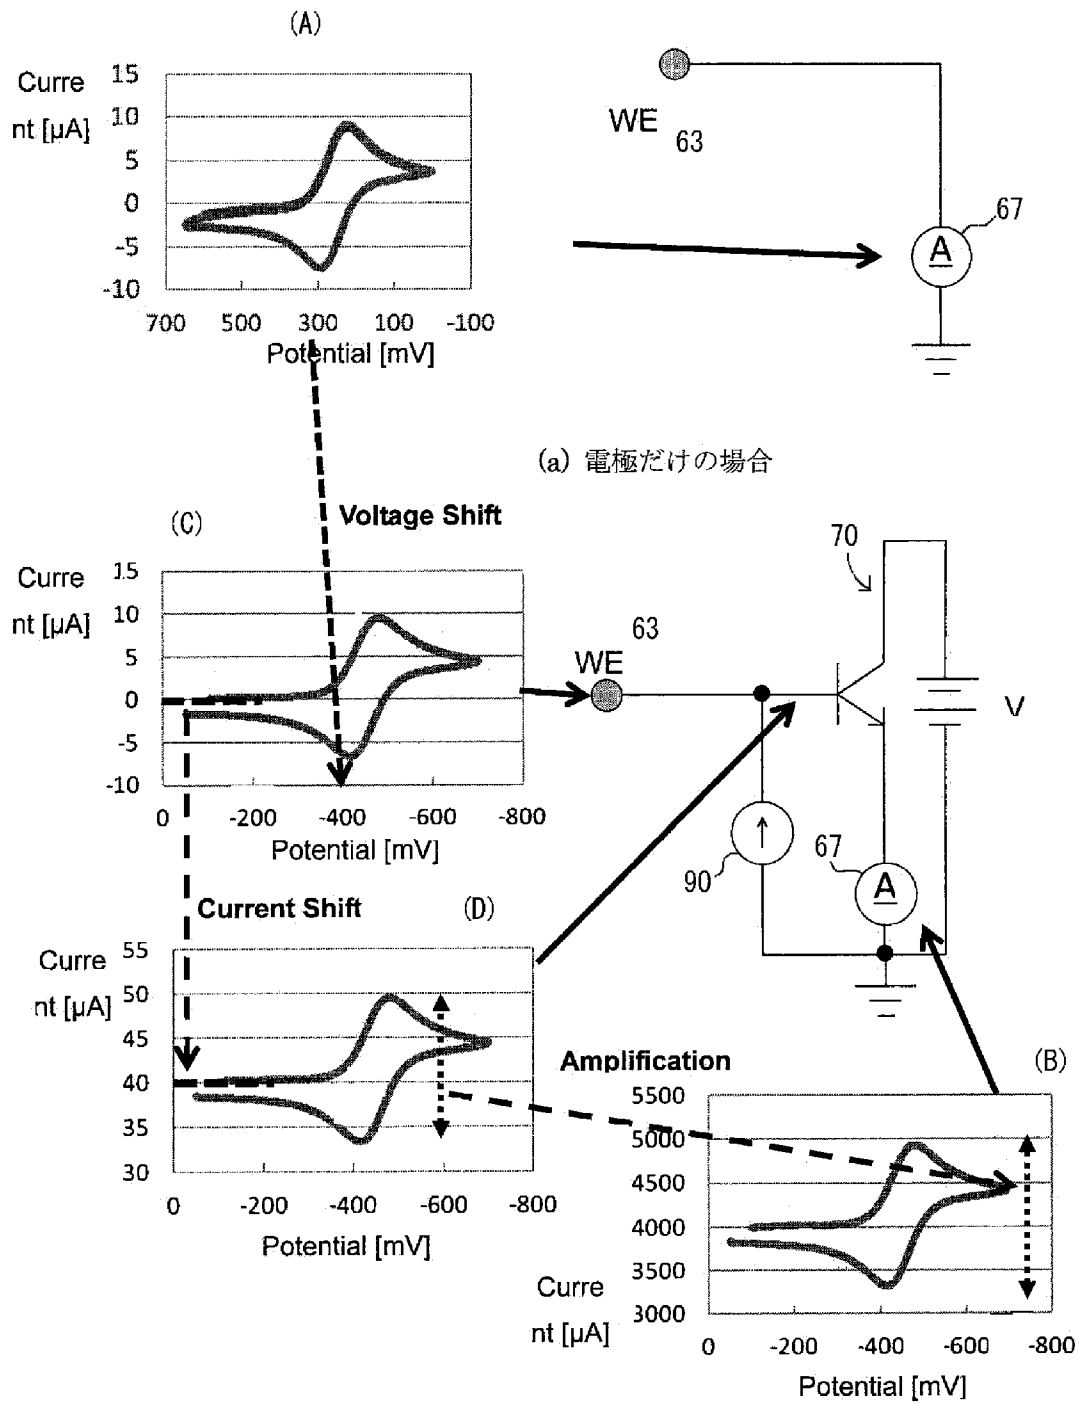 (A)
Curre
nt [µA]
15
10
5
0
-5
-10
700 500 300 100 -100
Potential [mV]
WE
63
67
A
(a) 電極だけの場合
Voltage Shift
(C)
Curre
nt [µA]
15
10
5
0
-5
-10
0 -200 -400 -600 -800
Potential [mV]
63
WE
70
V
90
67
A
Current Shift
(D)
Curre
nt [µA]
55
50
45
40
35
30
0 -200 -400 -600 -800
Potential [mV]
Amplification
(B)
5500
5000
4500
4000
3500
3000
Curre
nt [µA]
0 -200 -400 -600 -800
Potential [mV]